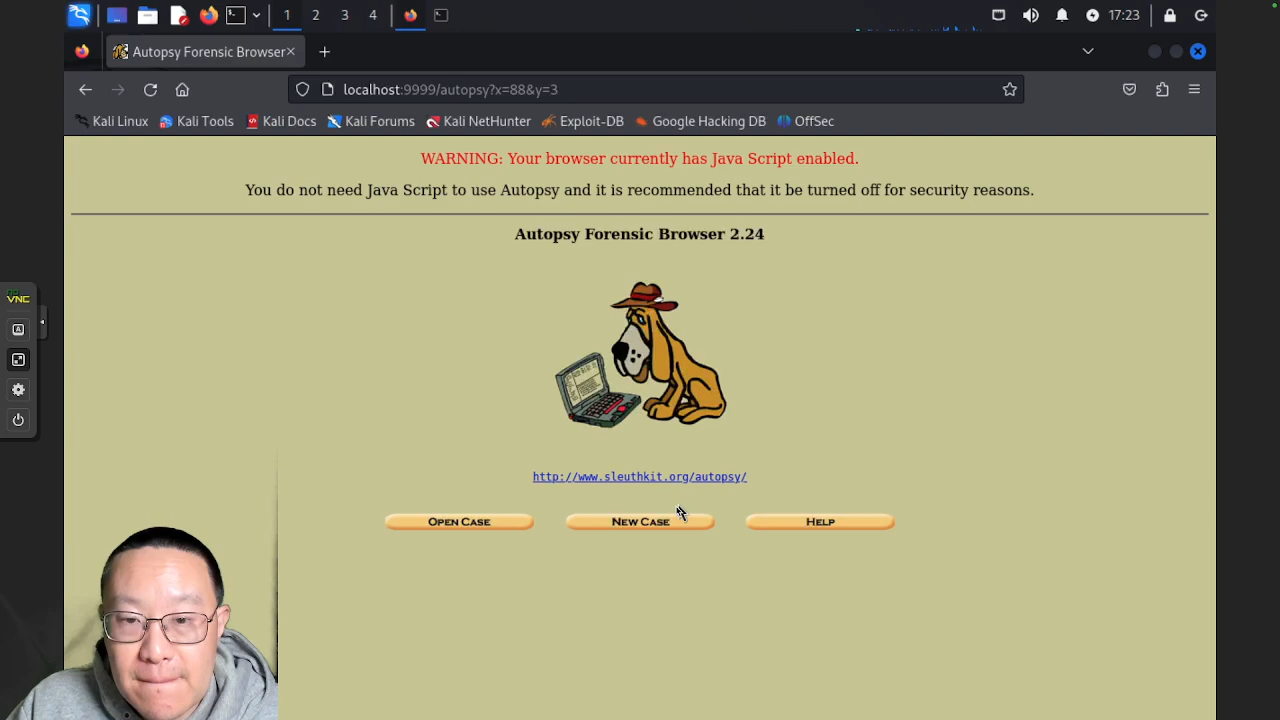 1 2 3 4 17:23
Autopsy Forensic Browser
localhost:9999/autopsy?x=88&y=3
Kali Linux Kali Tools Kali Docs Kali Forums Kali NetHunter Exploit-DB Google Hacking DB OffSec
WARNING: Your browser currently has Java Script enabled.
You do not need Java Script to use Autopsy and it is recommended that it be turned off for security reasons.
Autopsy Forensic Browser 2.24
no
VNC
A
http://www.sleuthkit.org/autopsy/
OPEN CASE NEW CASE HELP